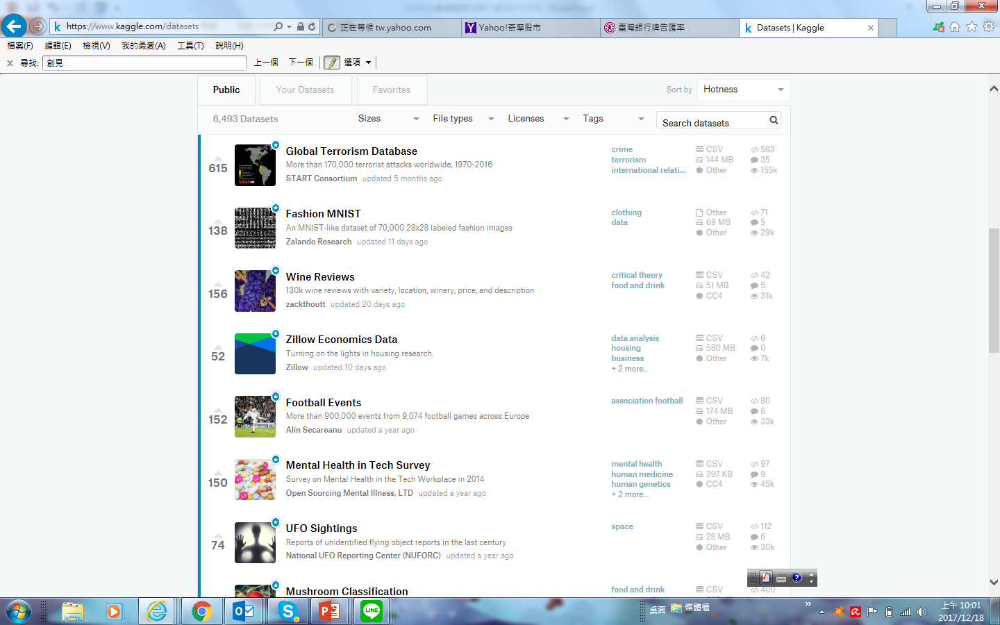 https://www.kaggle.com/datasets
正在等候 tw.yahoo.com
Yahoo!奇摩股市
臺灣銀行牌告匯率
Datasets | Kaggle
檔案(F) 編輯(E) 檢視(V) 我的最愛(A) 工具(T) 說明(H)
尋找: 創見 上一個 下一個 選項
Public Your Datasets Favorites Sort by Hotness
6,493 Datasets Sizes File types Licenses Tags Search datasets
615
Global Terrorism Database
More than 170,000 terrorist attacks worldwide, 1970-2016
START Consortium updated 5 months ago
crime
terrorism
international relati...
CSV 583
144 MB 35
Other 155k
138
Fashion MNIST
An MNIST-like dataset of 70,000 28x28 labeled fashion images
Zalando Research updated 11 days ago
clothing
data
Other 71
69 MB 5
Other 29k
156
Wine Reviews
130k wine reviews with variety, location, winery, price, and description
zackthoutt updated 20 days ago
critical theory
food and drink
CSV 42
51 MB 5
CC4 31k
52
Zillow Economics Data
Turning on the lights in housing research.
Zillow updated 10 days ago
data analysis
housing
business
+ 2 more...
CSV 6
580 MB 0
Other 7k
152
Football Events
More than 900,000 events from 9,074 football games across Europe
Alin Secareanu updated a year ago
association football
CSV 80
174 MB 6
Other 33k
150
Mental Health in Tech Survey
Survey on Mental Health in the Tech Workplace in 2014
Open Sourcing Mental Illness, LTD updated a year ago
mental health
human medicine
human genetics
+ 2 more...
CSV 97
297 KB 9
CC4 45k
74
UFO Sightings
Reports of unidentified flying object reports in the last century
National UFO Reporting Center (NUFORC) updated a year ago
space
CSV 112
28 MB 6
Other 30k
Mushroom Classification
food and drink
CSV 400
桌面 媒體櫃
上午 10:01
2017/12/18